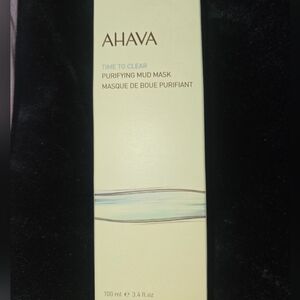 AHAVA
TIME TO CLEAR
PURIFYING MUD MASK
MASQUE DE BOUE PURIFIANT
100 ml ℮ 3.4 fl.oz